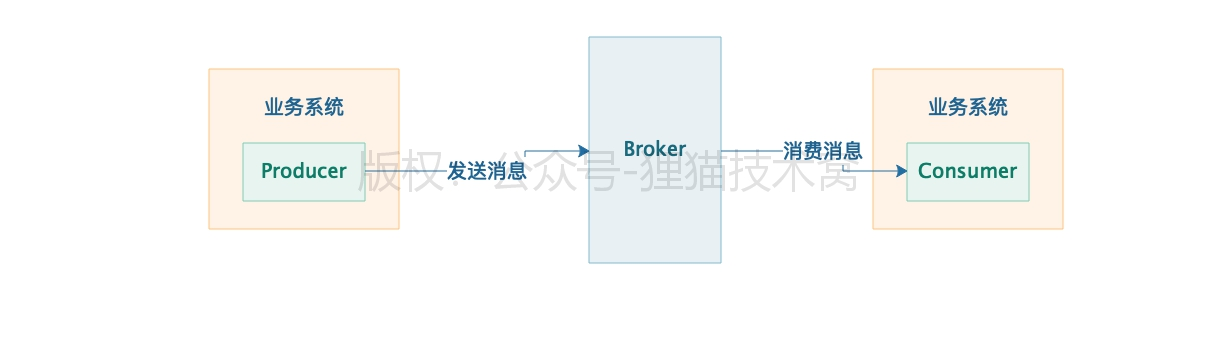 业务系统
Producer
发送消息
Broker
消费消息
业务系统
Consumer
版权：公众号-狸猫技术窝